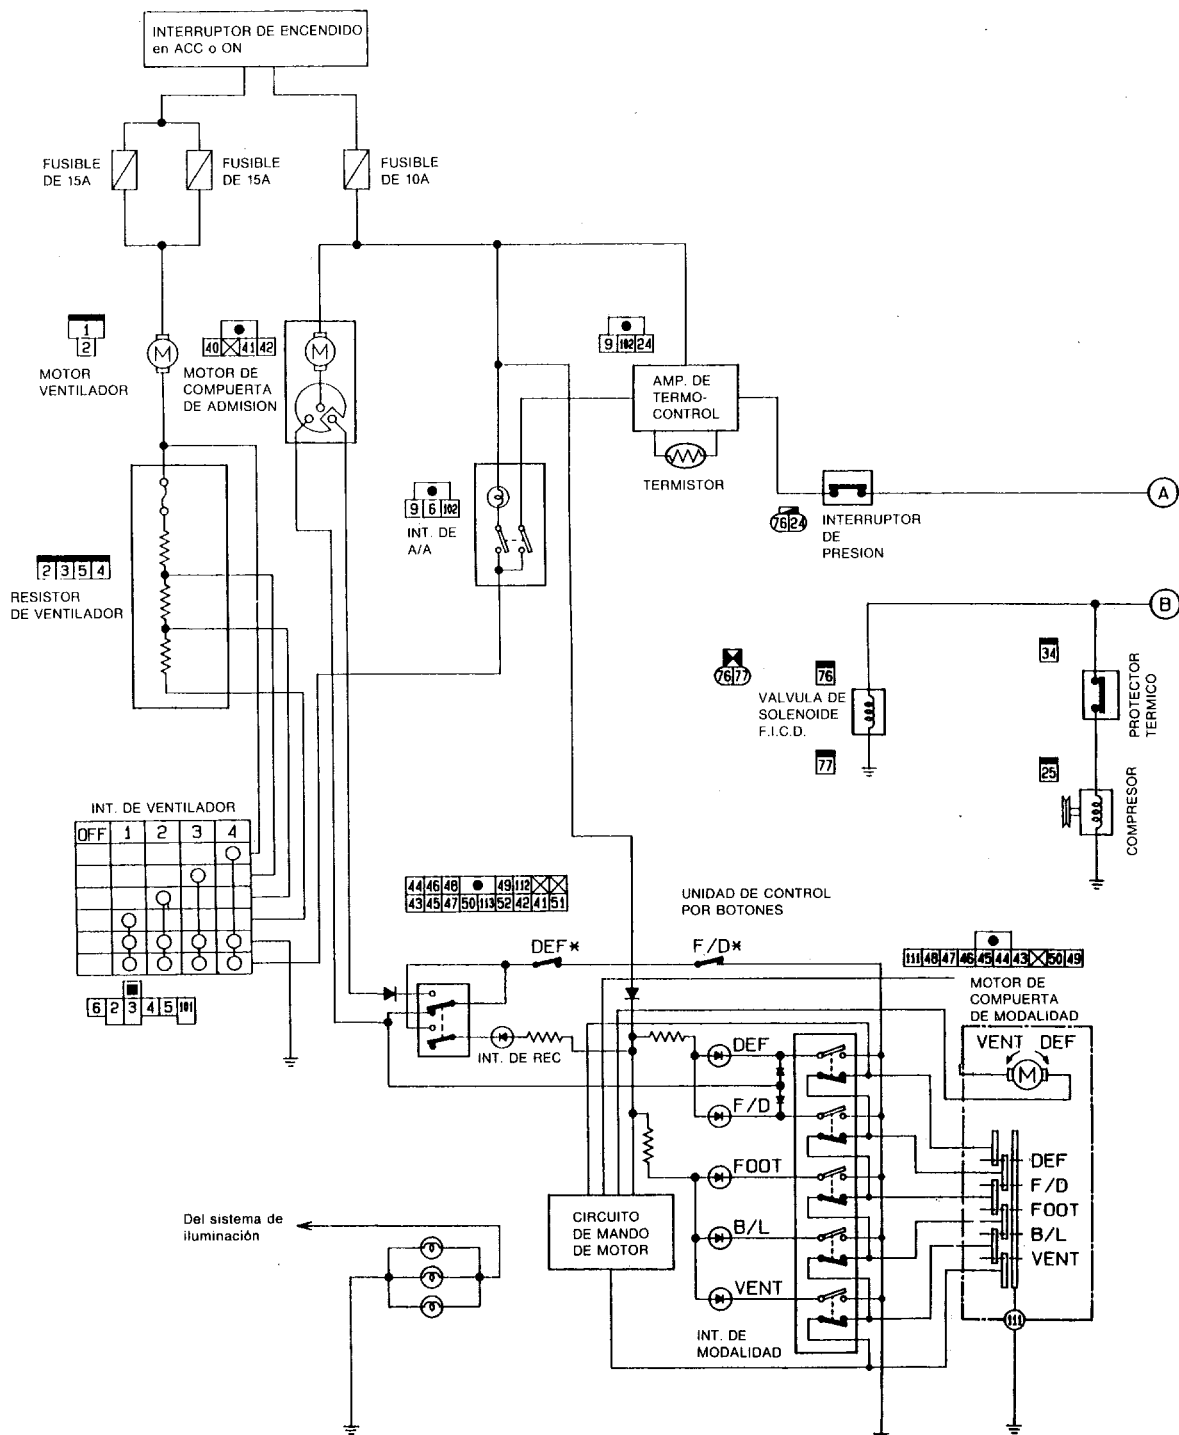 INTERRUPTOR DE ENCENDIDO
en ACC o ON
FUSIBLE
DE 15A
FUSIBLE
DE 15A
FUSIBLE
DE 10A
1
2
MOTOR
VENTILADOR
M
40 41 42
MOTOR DE
COMPUERTA
DE ADMISION
M
9 102 24
AMP. DE
TERMO-
CONTROL
TERMISTOR
9 6 102
INT. DE
A/A
76 24
INTERRUPTOR
DE
PRESION
A
2 3 5 4
RESISTOR
DE VENTILADOR
B
76 77
76
VALVULA DE
SOLENOIDE
F.I.C.D.
77
34
PROTECTOR
TERMICO
25
COMPRESOR
INT. DE VENTILADOR
OFF 1 2 3 4
6 2 3 4 5 101
44 46 48 49 112
43 45 47 50 113 52 42 41 51
UNIDAD DE CONTROL
POR BOTONES
DEF*
F/D*
INT. DE REC
111 48 47 46 45 44 43 50 49
MOTOR DE
COMPUERTA
DE MODALIDAD
VENT DEF
M
DEF
F/D
FOOT
B/L
VENT
DEF
F/D
FOOT
B/L
VENT
111
CIRCUITO
DE MANDO
DE MOTOR
INT. DE
MODALIDAD
Del sistema de
iluminación